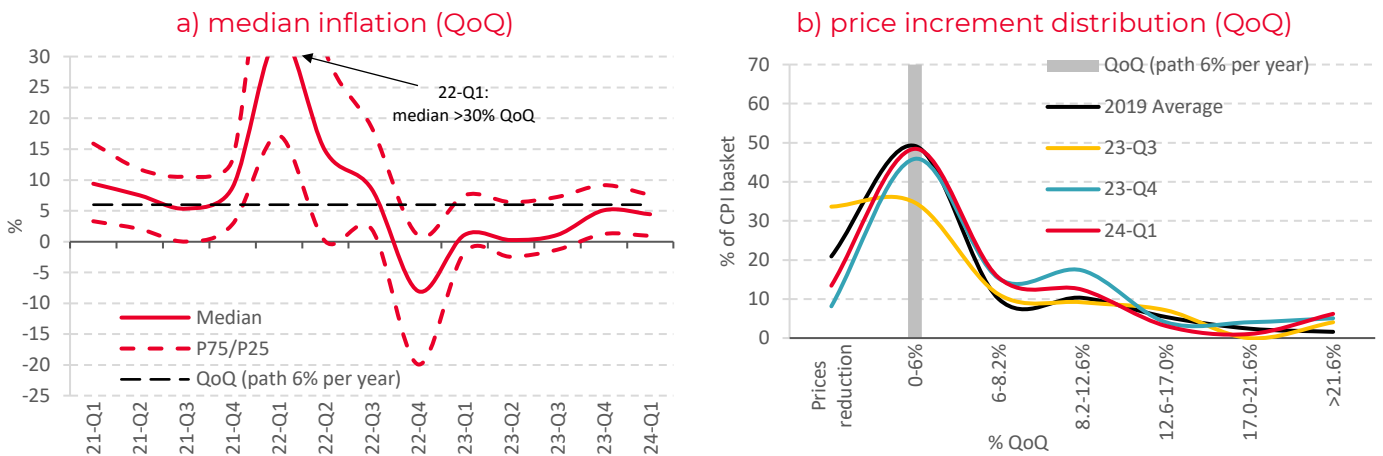 a) median inflation (QoQ)
30
25
20
15
10
5
0
-5
-10
-15
-20
-25
%
22-Q1:
median >30% QoQ
Median
P75/P25
QoQ (path 6% per year)
21-Q1
21-Q2
21-Q3
21-Q4
22-Q1
22-Q2
22-Q3
22-Q4
23-Q1
23-Q2
23-Q3
23-Q4
24-Q1
b) price increment distribution (QoQ)
70
60
50
40
30
20
10
0
% of CPI basket
QoQ (path 6% per year)
2019 Average
23-Q3
23-Q4
24-Q1
Prices
reduction
0-6%
6-8.2%
8.2-12.6%
12.6-17.0%
17.0-21.6%
>21.6%
% QoQ